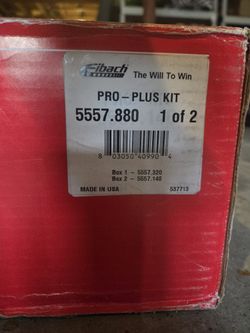 Eibach The Will To Win
PRO-PLUS KIT
5557.880 1 of 2
8 03050 40990 4
Box 1 - 5557.320
Box 2 - 5557.140
MADE IN USA 537713